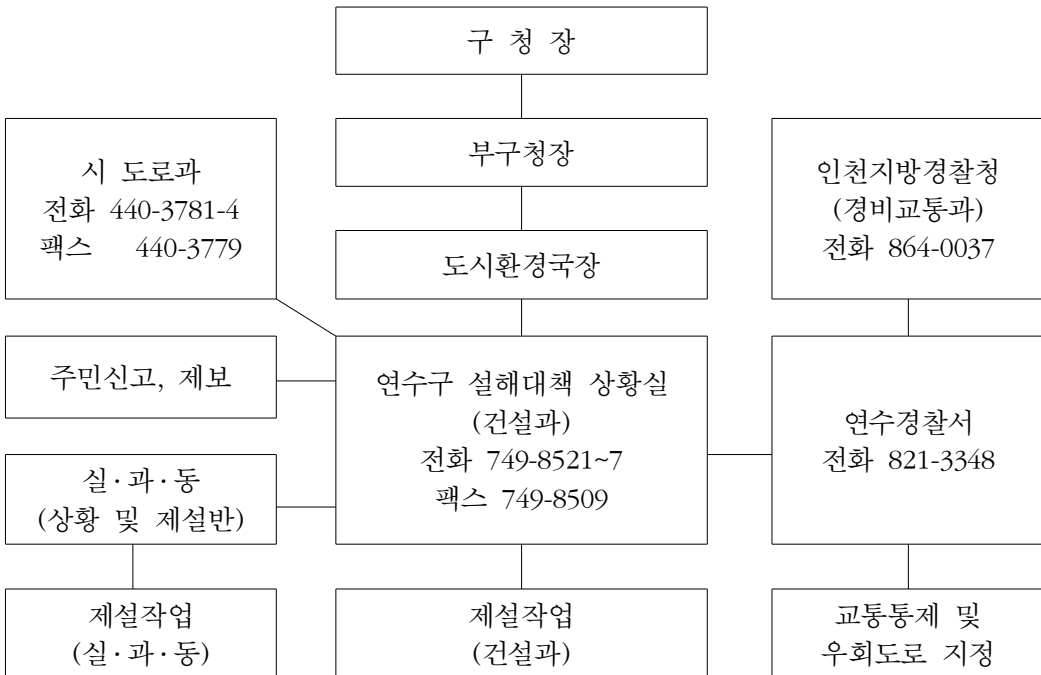 구 청 장
부구청장
도시환경국장
시 도로과
전화 440-3781-4
팩스 440-3779
인천지방경찰청
(경비교통과)
전화 864-0037
주민신고, 제보
연수구 설해대책 상황실
(건설과)
전화 749-8521~7
팩스 749-8509
연수경찰서
전화 821-3348
실·과·동
(상황 및 제설반)
제설작업
(실·과·동)
제설작업
(건설과)
교통통제 및
우회도로 지정